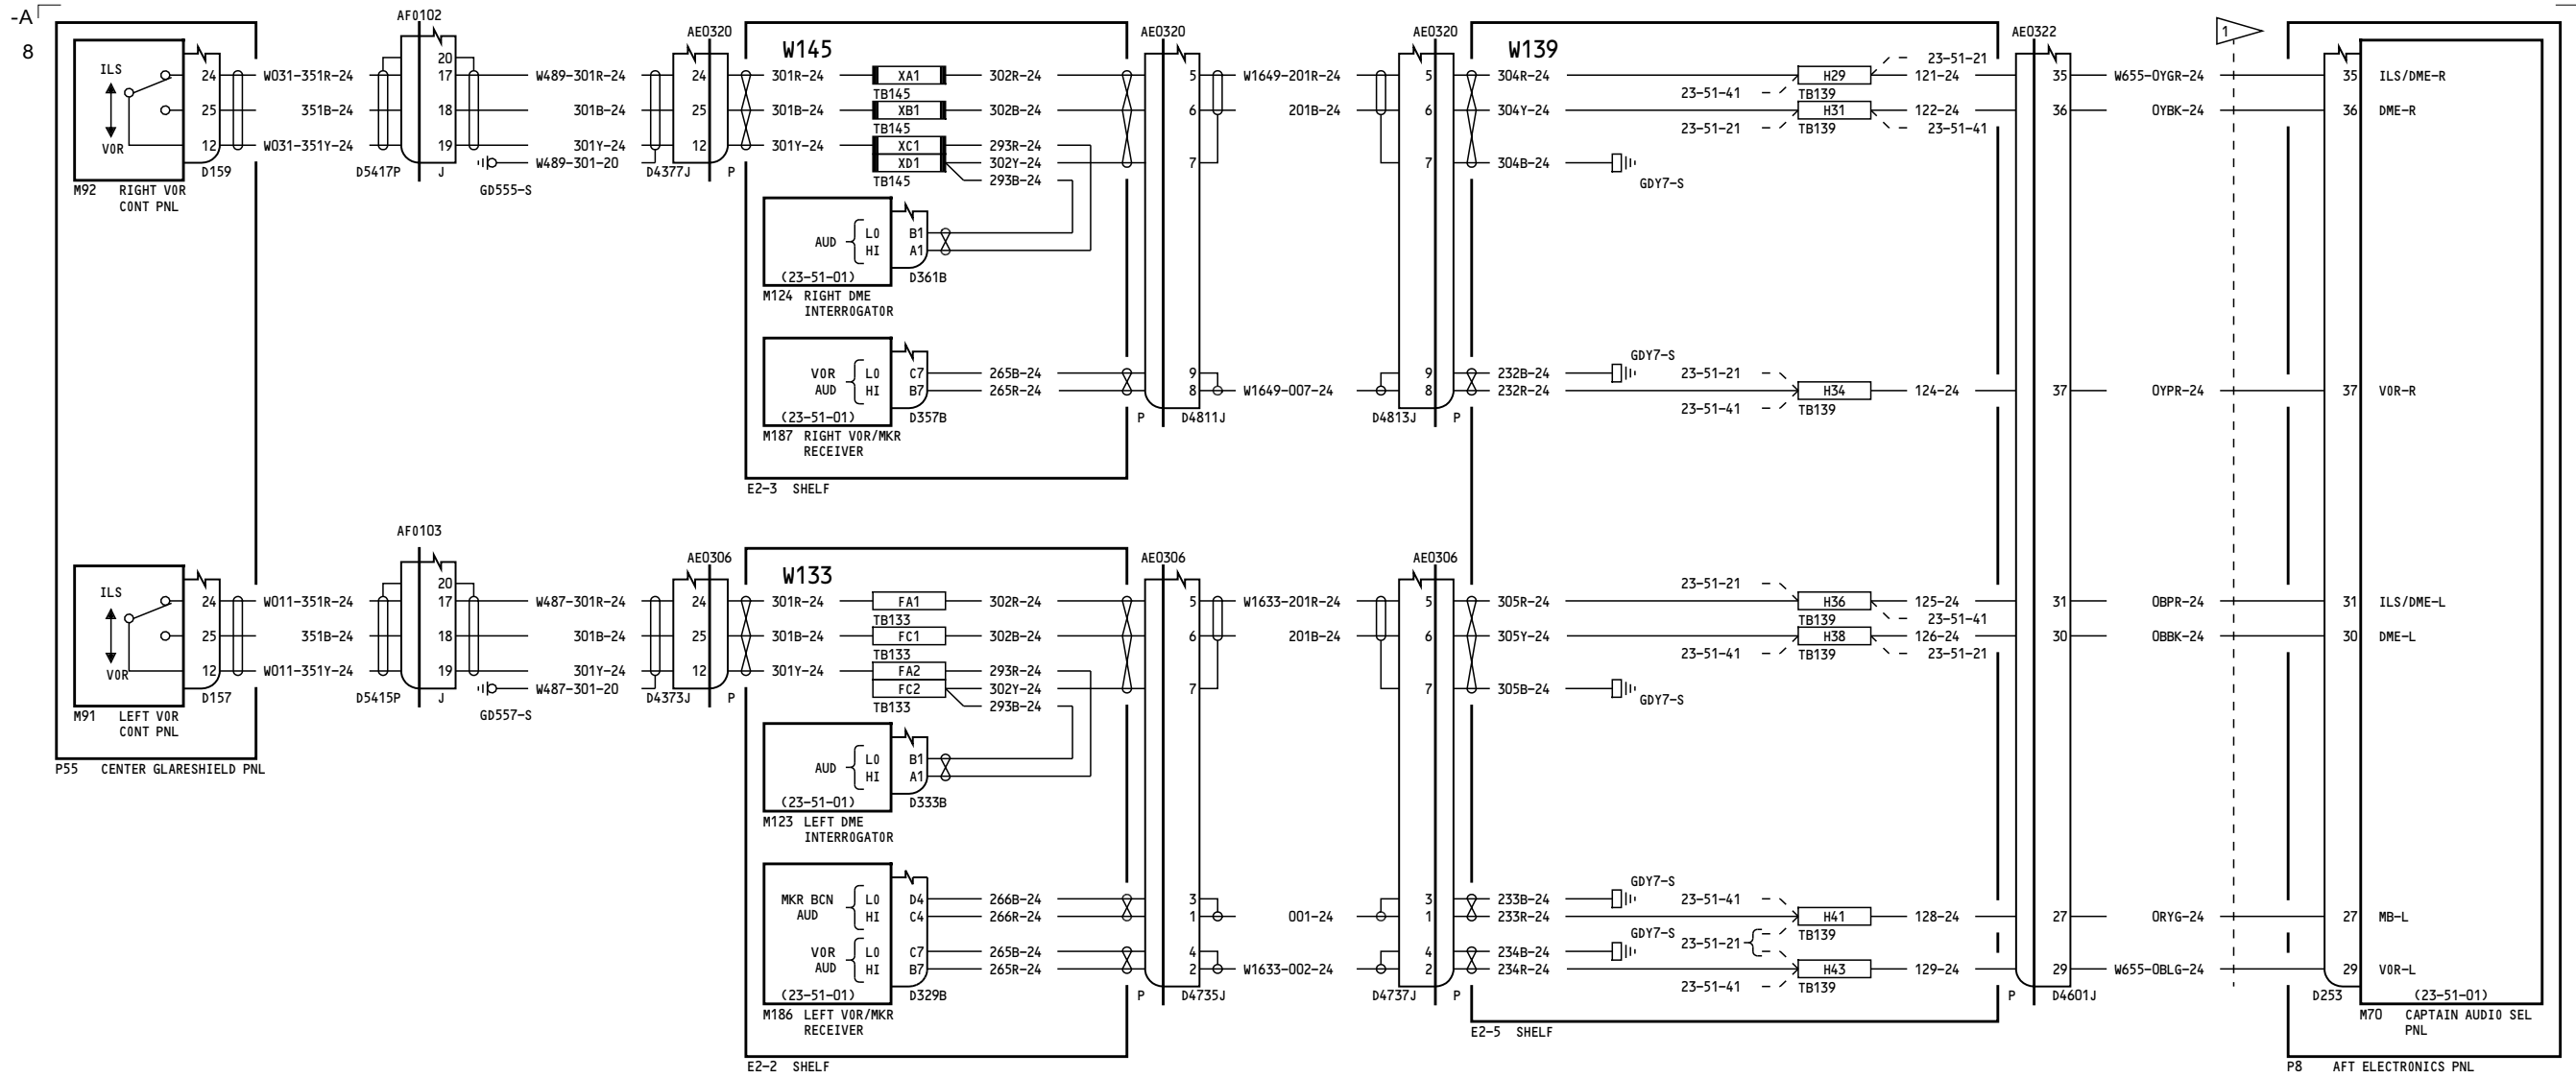 -A
8
AF0102
AE0320
AE0320
AE0320
AE0322
1
W145
W139
ILS
VOR
24
25
12
D159
M92 RIGHT VOR
CONT PNL
W031-351R-24
351B-24
W031-351Y-24
D5417P
J
20
17
18
19
GD555-S
W489-301R-24
301B-24
301Y-24
W489-301-20
D4377J
P
24
25
12
301R-24
301B-24
301Y-24
XA1
TB145
XB1
TB145
XC1
XD1
TB145
302R-24
302B-24
293R-24
302Y-24
293B-24
AUD
LO
HI
B1
A1
(23-51-01)
D361B
M124 RIGHT DME
INTERROGATOR
VOR
AUD
LO
HI
C7
B7
(23-51-01)
D357B
M187 RIGHT VOR/MKR
RECEIVER
265B-24
265R-24
E2-3 SHELF
5
6
7
9
8
P
D4811J
W1649-201R-24
201B-24
W1649-007-24
5
6
7
9
8
D4813J
P
304R-24
304Y-24
304B-24
GDY7-S
232B-24
232R-24
GDY7-S
23-51-41
H29
TB139
23-51-21
121-24
23-51-21
H31
TB139
23-51-41
122-24
23-51-21
23-51-41
H34
TB139
124-24
35
36
37
W655-0YGR-24
0YBK-24
0YPR-24
35 ILS/DME-R
36 DME-R
37 VOR-R
AF0103
AE0306
AE0306
AE0306
W133
ILS
VOR
24
25
12
D157
M91 LEFT VOR
CONT PNL
P55 CENTER GLARESHIELD PNL
W011-351R-24
351B-24
W011-351Y-24
D5415P
J
20
17
18
19
GD557-S
W487-301R-24
301B-24
301Y-24
W487-301-20
D4373J
P
24
25
12
301R-24
301B-24
301Y-24
FA1
TB133
FC1
TB133
FA2
FC2
TB133
302R-24
302B-24
293R-24
302Y-24
293B-24
AUD
LO
HI
B1
A1
(23-51-01)
D333B
M123 LEFT DME
INTERROGATOR
MKR BCN
AUD
LO
HI
D4
C4
VOR
AUD
LO
HI
C7
B7
(23-51-01)
D329B
M186 LEFT VOR/MKR
RECEIVER
266B-24
266R-24
265B-24
265R-24
E2-2 SHELF
5
6
7
3
1
4
2
P
D4735J
W1633-201R-24
201B-24
001-24
W1633-002-24
5
6
7
3
1
4
2
D4737J
P
305R-24
305Y-24
305B-24
GDY7-S
233B-24
233R-24
GDY7-S
234B-24
234R-24
GDY7-S
23-51-21
H36
TB139
125-24
23-51-41
H38
TB139
126-24
23-51-41
23-51-21
23-51-41
H41
TB139
128-24
23-51-21
H43
TB139
129-24
23-51-41
E2-5 SHELF
31
30
27
29
P
D4601J
0BPR-24
0BBK-24
0RYG-24
W655-0BLG-24
31 ILS/DME-L
30 DME-L
27 MB-L
29 VOR-L
D253
(23-51-01)
M70 CAPTAIN AUDIO SEL
PNL
P8 AFT ELECTRONICS PNL